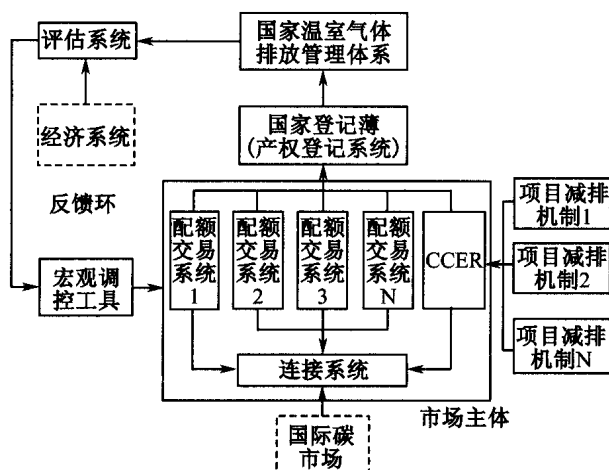 评估系统
国家温室气体
排放管理体系
经济系统
国家登记薄
(产权登记系统)
反馈环
宏观调
控工具
配额
交易
系统
1
配额
交易
系统
2
配额
交易
系统
3
配额
交易
系统
N
CCER
项目减排
机制1
项目减排
机制2
项目减排
机制N
连接系统
市场主体
国际碳
市场